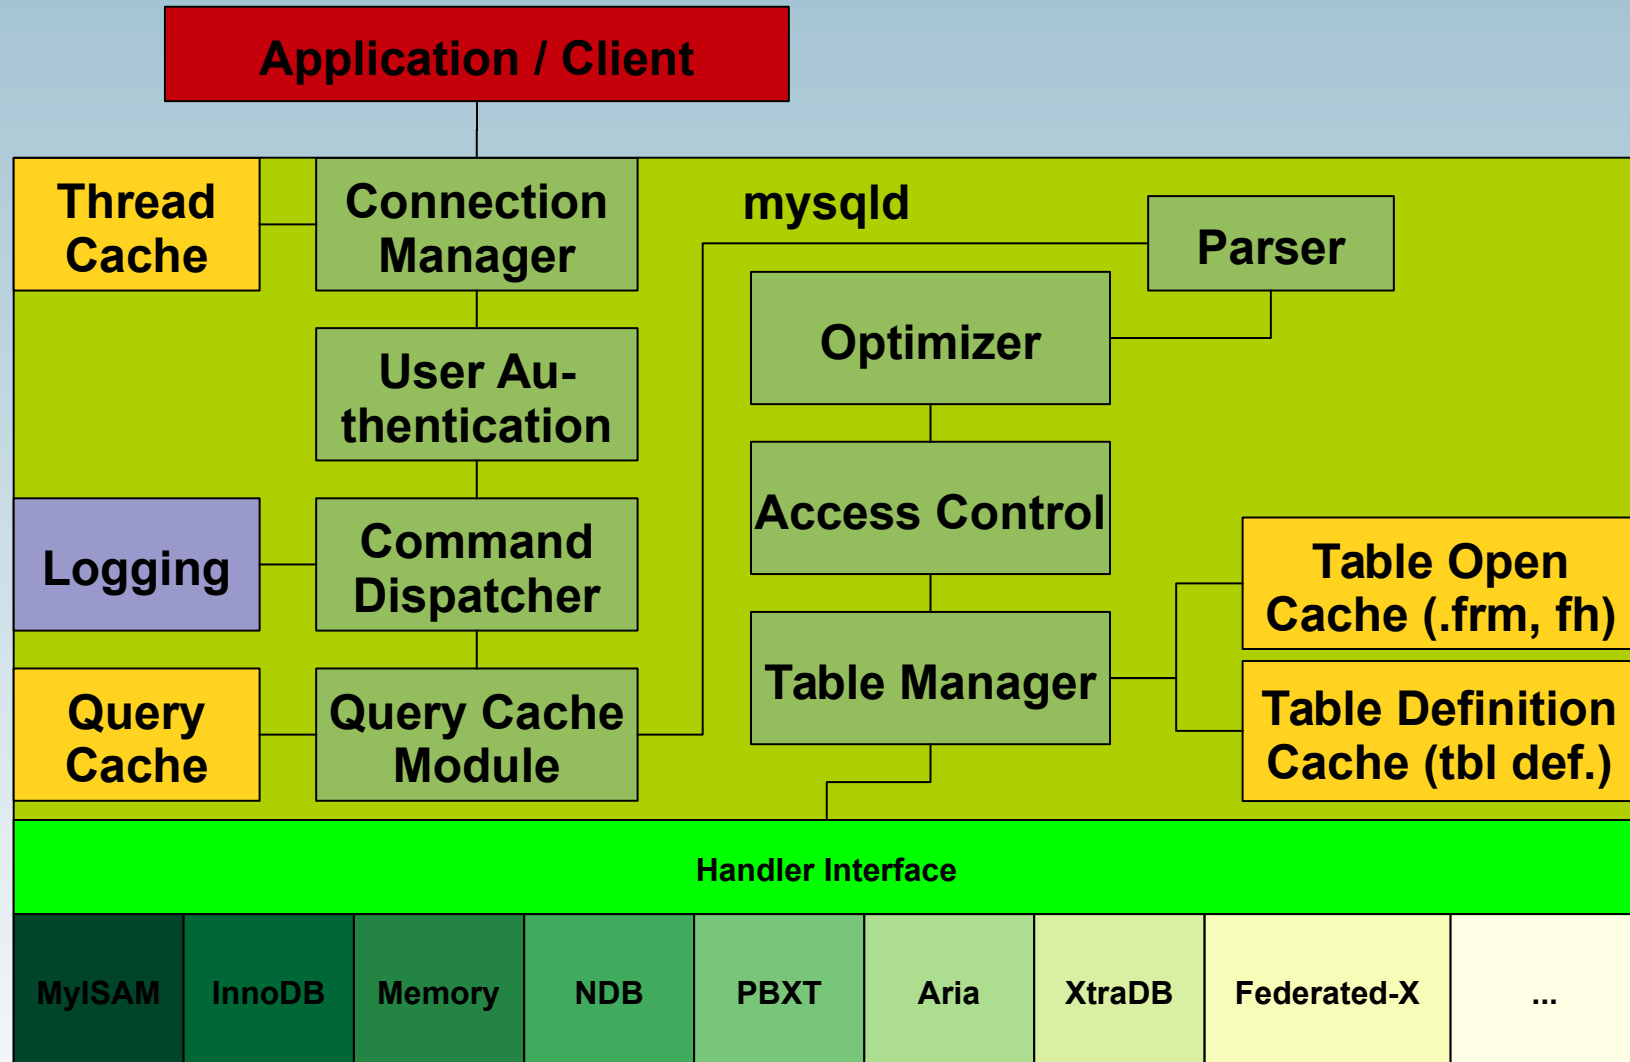 Application / Client
Thread
Cache
Connection
Manager
mysqld
Parser
Optimizer
User Au-
thentication
Access Control
Logging
Command
Dispatcher
Table Open
Cache (.frm, fh)
Table Manager
Query
Cache
Query Cache
Module
Table Definition
Cache (tbl def.)
Handler Interface
MyISAM
InnoDB
Memory
NDB
PBXT
Aria
XtraDB
Federated-X
...